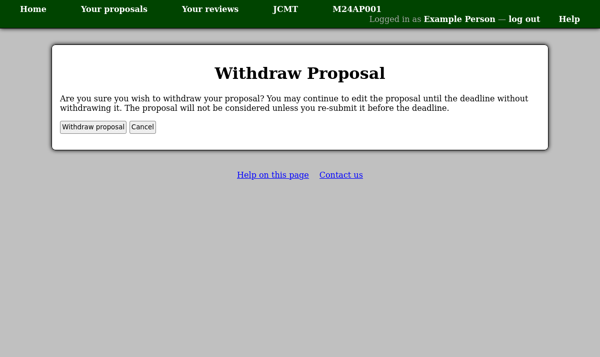 Home Your proposals Your reviews JCMT M24AP001
Logged in as Example Person — log out Help
Withdraw Proposal
Are you sure you wish to withdraw your proposal? You may continue to edit the proposal until the deadline without
withdrawing it. The proposal will not be considered unless you re-submit it before the deadline.
Withdraw proposal Cancel
Help on this page Contact us